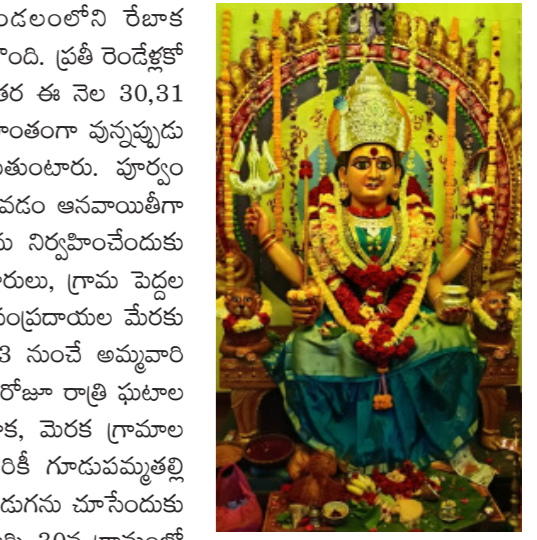 ండలంలోని రేబాక
ొంది. ప్రతీ రెండేళ్లకో
తర ఈ నెల 30,31
ాంతంగా వున్నప్పుడు
ుతుంటారు. పూర్వం
వడం ఆనవాయితీగా
ు నిర్వహించేందుకు
ారులు, గ్రామ పెద్దల
ంప్రదాయల మేరకు
3 నుంచే అమ్మవారి
రోజూ రాత్రి ఘటాల
ాక, మెరక గ్రామాల
రికీ గూడుపమ్మతల్లి
డుగను చూసేందుకు